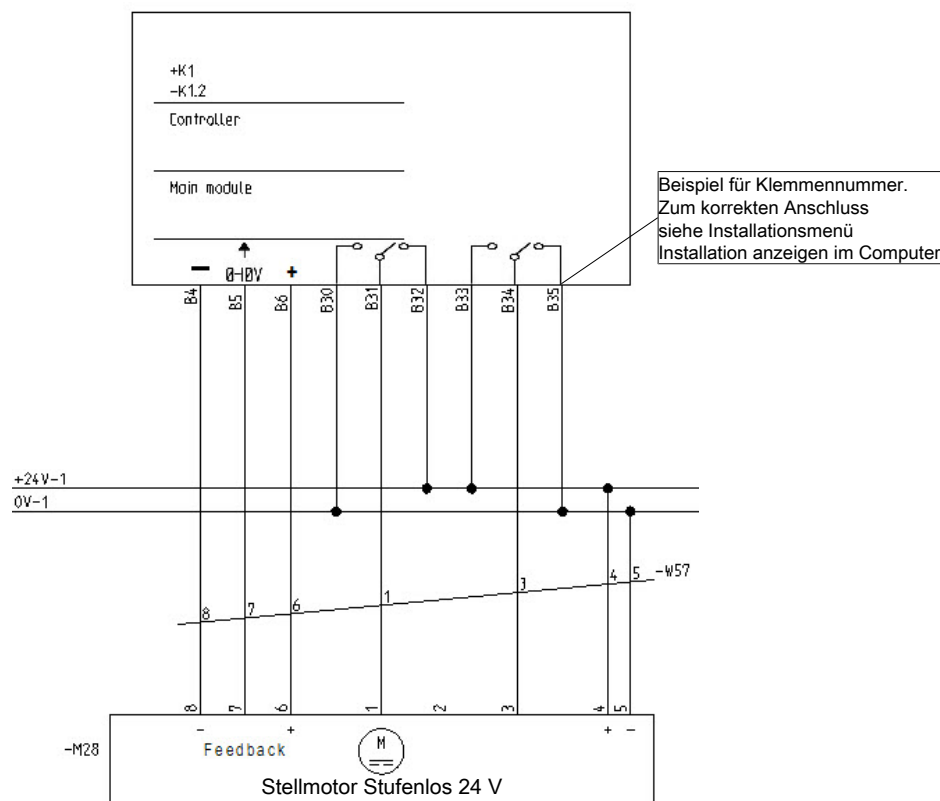 +K1
-K1.2
Controller
Main module
Beispiel für Klemmennummer.
Zum korrekten Anschluss
siehe Installationsmenü
Installation anzeigen im Computer
- 0-10V +
B4 B5 B6 B30 B31 B32 B33 B34 B35
+24V-1
0V-1
8 7 6 1 3 4 5 -W57
8 7 6 1 2 3 4 5
- + + -
-M28
Feedback
M
Stellmotor Stufenlos 24 V